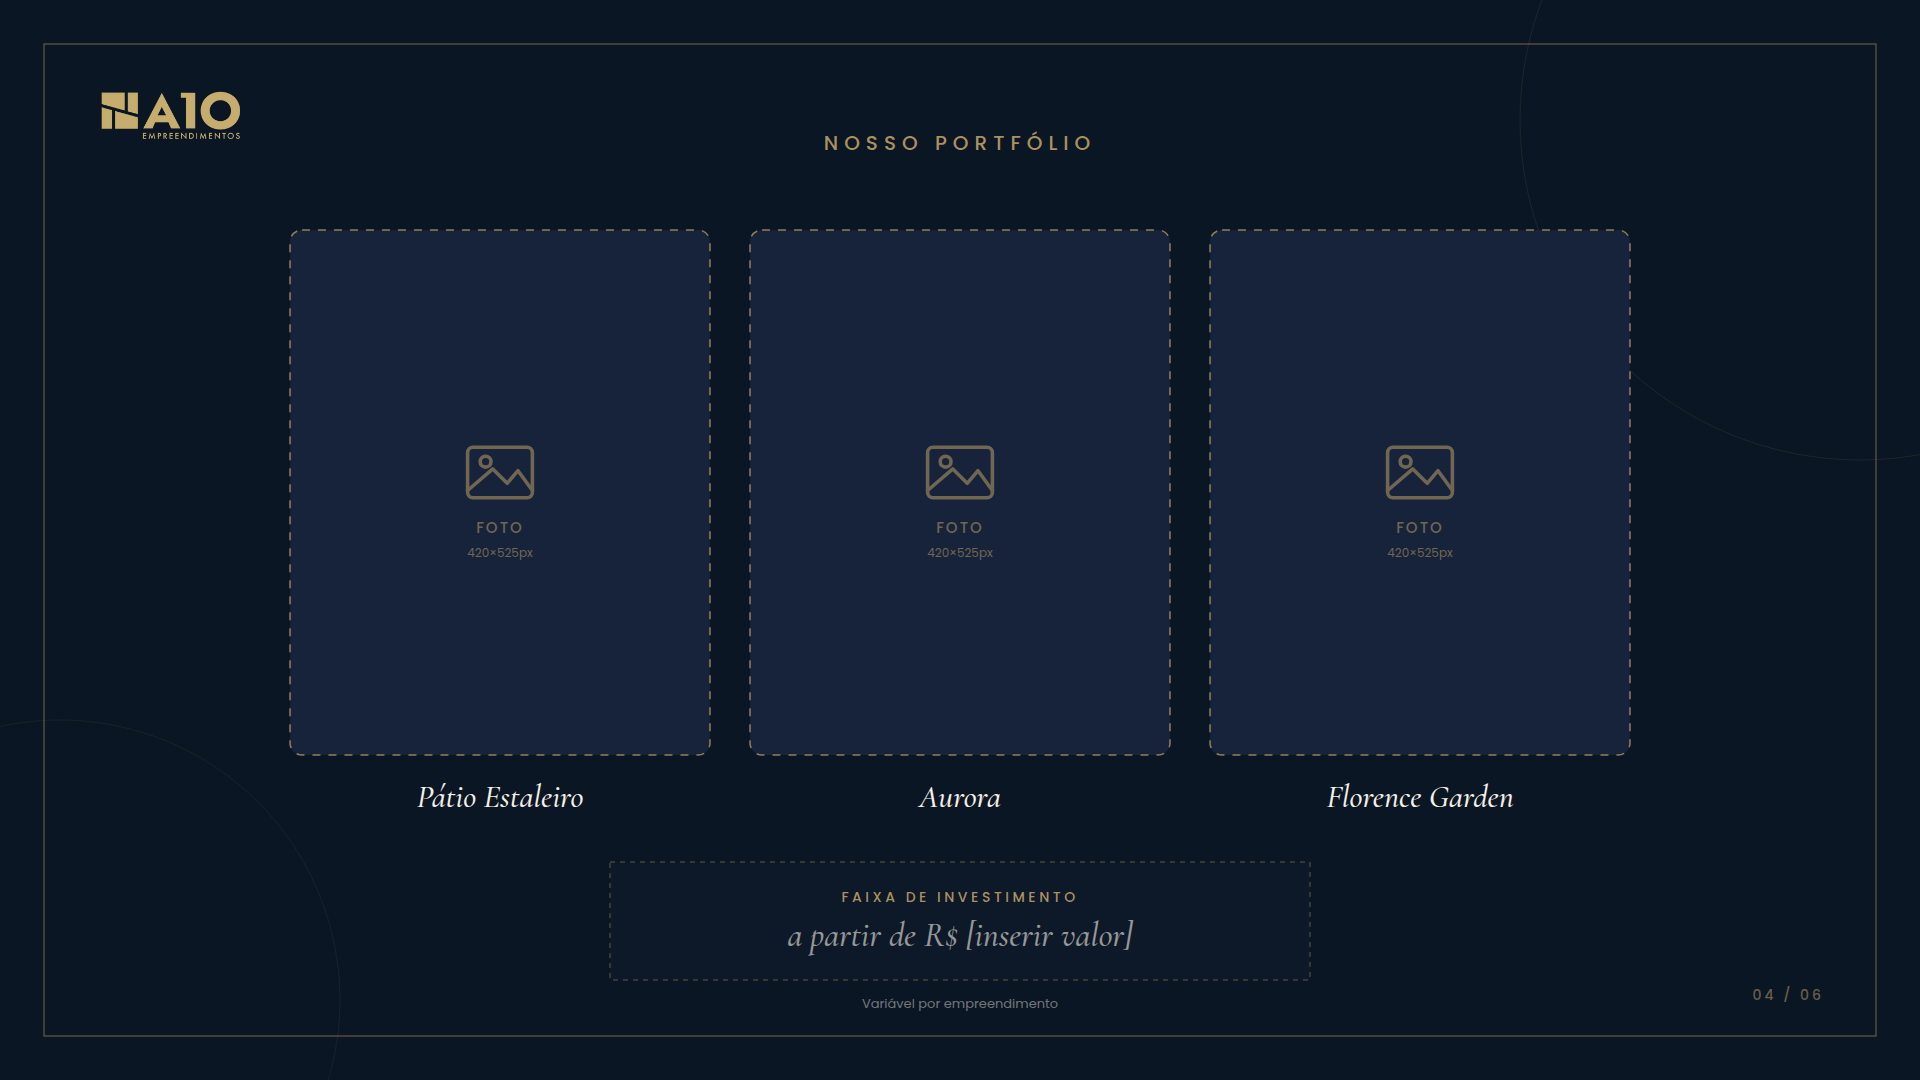 A10
EMPREENDIMENTOS
NOSSO PORTFÓLIO
FOTO
420×525px
FOTO
420×525px
FOTO
420×525px
Pátio Estaleiro
Aurora
Florence Garden
FAIXA DE INVESTIMENTO
a partir de R$ [inserir valor]
Variável por empreendimento
04 / 06